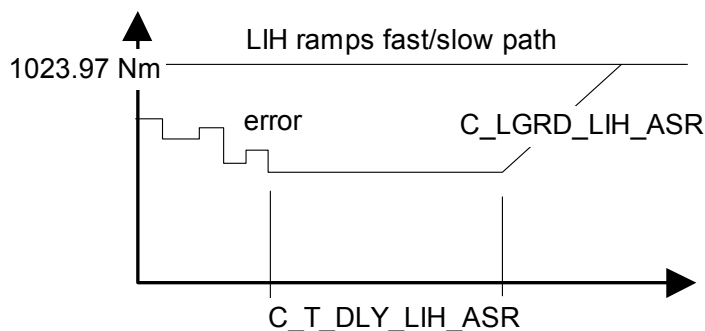 LIH ramps fast/slow path
1023.97 Nm
error
C_LGRD_LIH_ASR
C_T_DLY_LIH_ASR